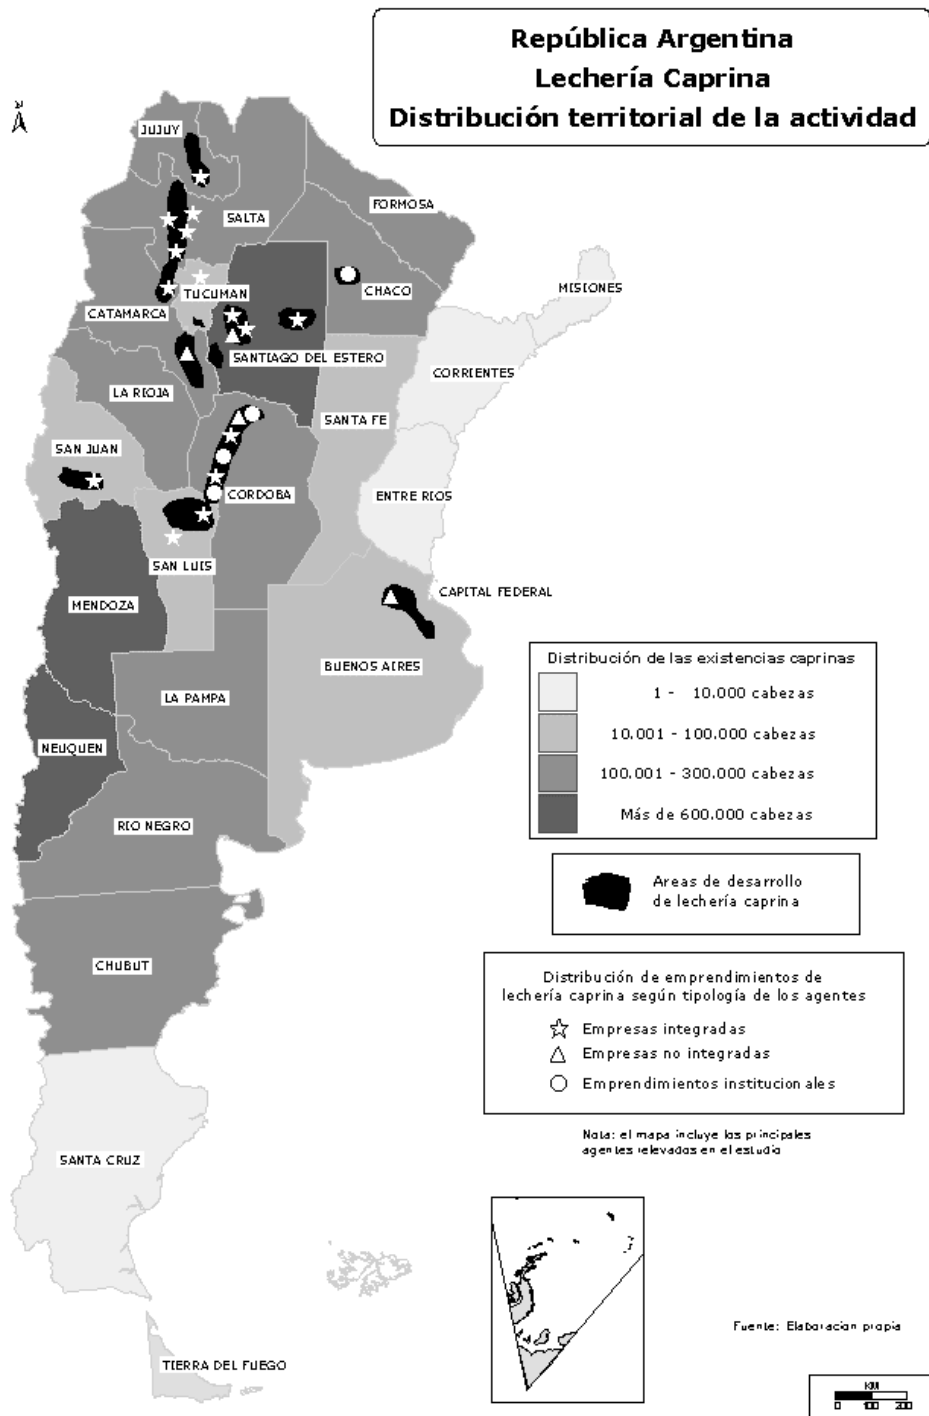 República Argentina
Lechería Caprina
Distribución territorial de la actividad
N
JUJUY
FORMOSA
SALTA
MISIONES
CHACO
TUCUMAN
CATAMARCA
SANTIAGO DEL ESTERO
CORRIENTES
LA RIOJA
SANTA FE
SAN JUAN
CORDOBA
ENTRE RIOS
SAN LUIS
CAPITAL FEDERAL
MENDOZA
BUENOS AIRES
LA PAMPA
NEUQUEN
RIO NEGRO
CHUBUT
SANTA CRUZ
TIERRA DEL FUEGO
Distribución de las existencias caprinas
1 - 10.000 cabezas
10.001 - 100.000 cabezas
100.001 - 300.000 cabezas
Más de 600.000 cabezas
Areas de desarrollo
de lechería caprina
Distribución de emprendimientos de
lechería caprina según tipología de los agentes
Empresas integradas
Empresas no integradas
Emprendimientos institucionales
Nota: el mapa incluye los principales
agentes relevados en el estudio
Fuente: Elaboracion propia
KM
0 100 200